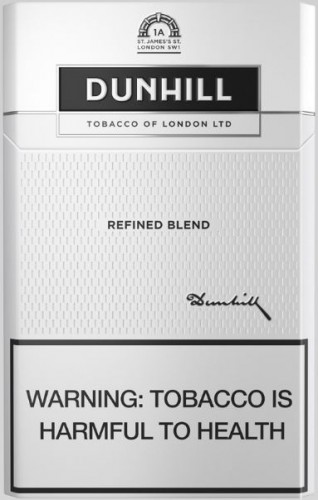 1A
ST. JAMES'S ST.
LONDON SW1
DUNHILL
TOBACCO OF LONDON LTD
REFINED BLEND
Dunhill
WARNING: TOBACCO IS
HARMFUL TO HEALTH